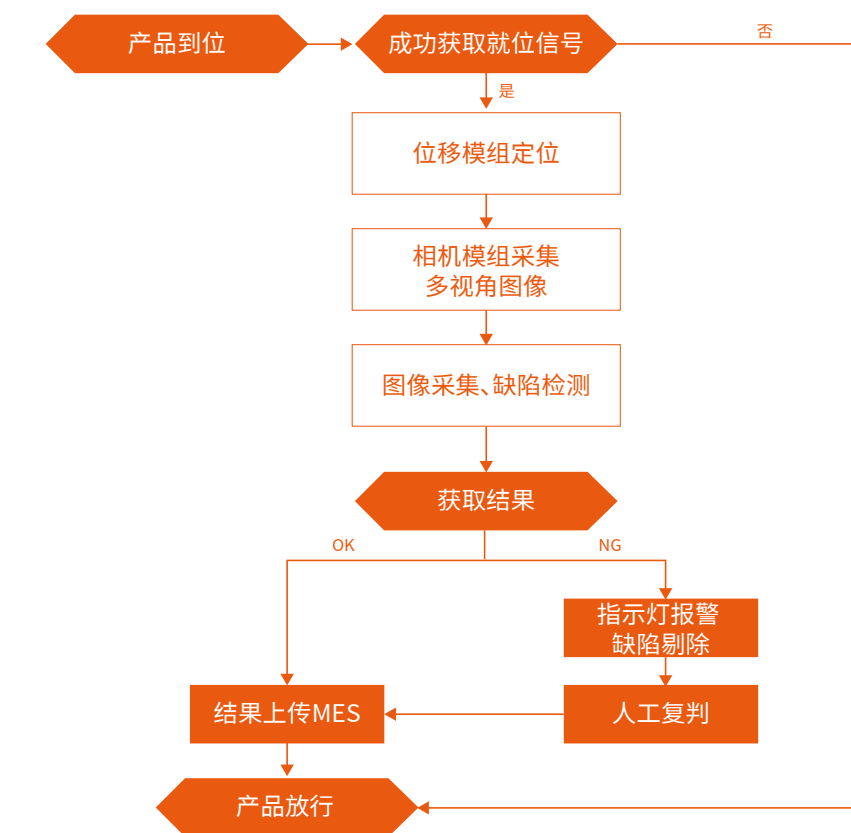 产品到位
成功获取就位信号
否
是
位移模组定位
相机模组采集
多视角图像
图像采集、缺陷检测
获取结果
OK
NG
指示灯报警
缺陷剔除
结果上传MES
人工复判
产品放行